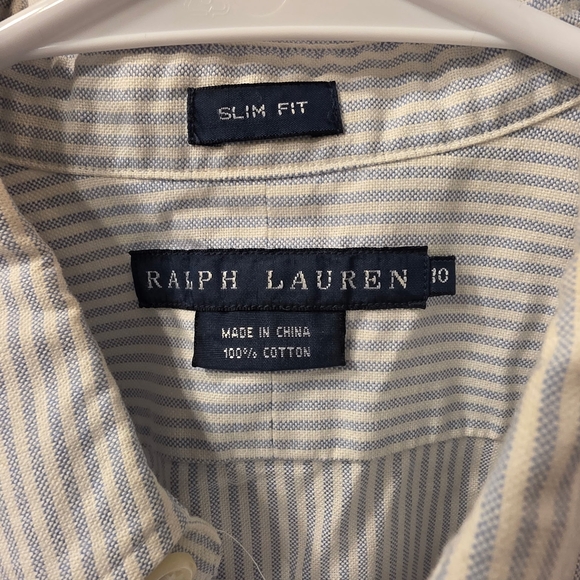 SLIM FIT
RALPH LAUREN 10
MADE IN CHINA
100% COTTON